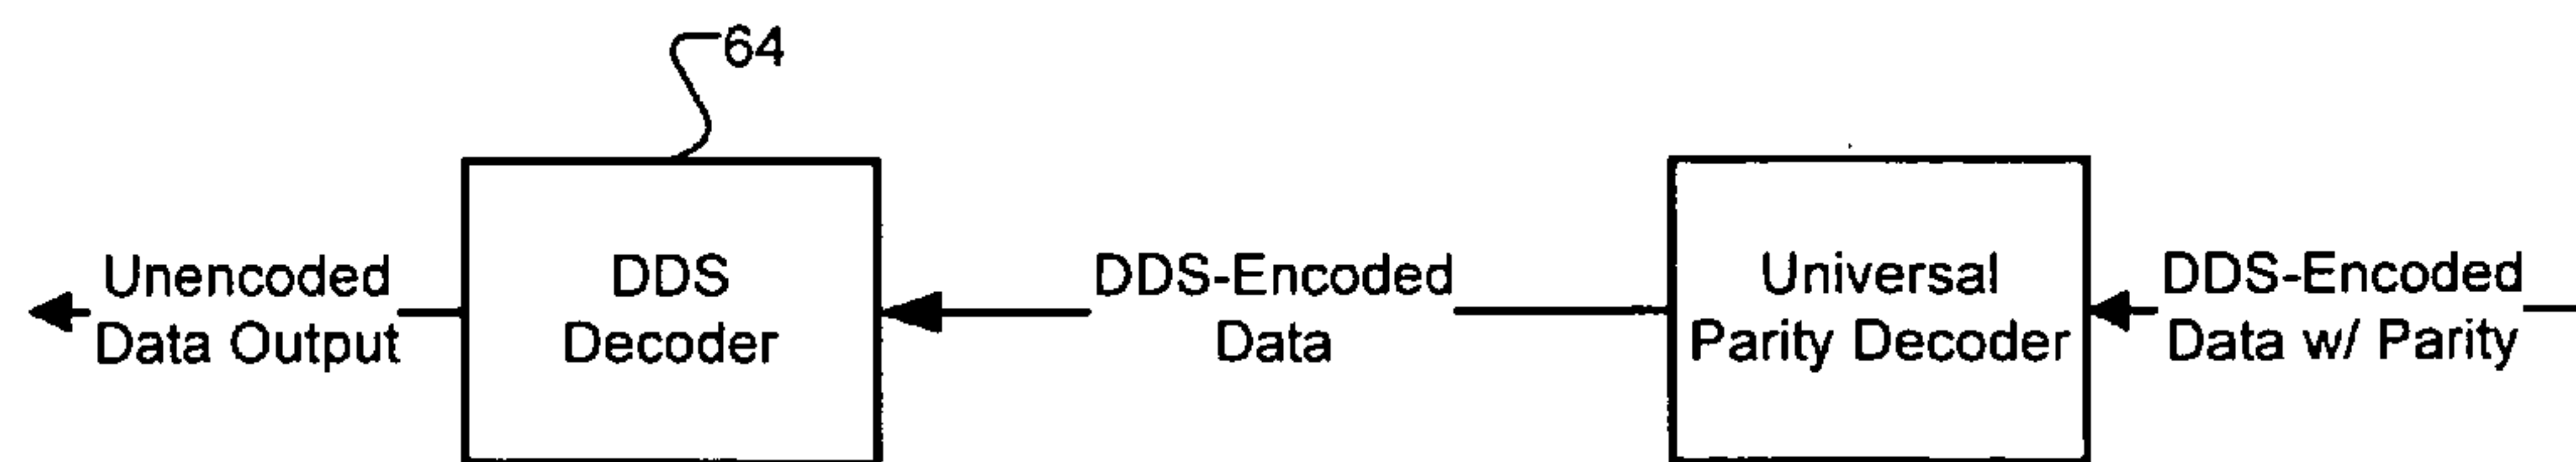 64
Unencoded
Data Output
DDS
Decoder
DDS-Encoded
Data
Universal
Parity Decoder
DDS-Encoded
Data w/ Parity